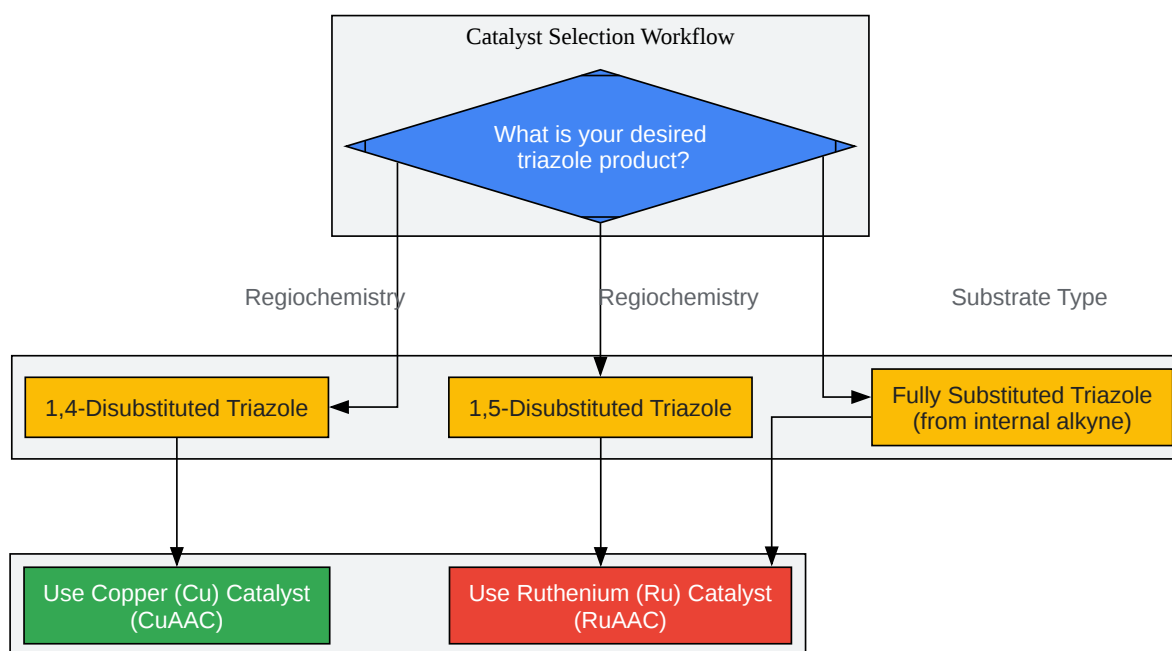 Catalyst Selection Workflow
What is your desired
triazole product?
Regiochemistry
Regiochemistry
Substrate Type
1,4-Disubstituted Triazole
1,5-Disubstituted Triazole
Fully Substituted Triazole
(from internal alkyne)
Use Copper (Cu) Catalyst
(CuAAC)
Use Ruthenium (Ru) Catalyst
(RuAAC)